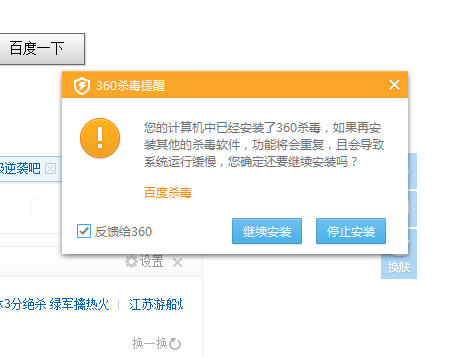 百度一下
360杀毒提醒
您的计算机中已经安装了360杀毒，如果再安
装其他的杀毒软件，功能将会重复，且会导致
系统运行缓慢，您确定还要继续安装吗？
百度杀毒
反馈给360
继续安装
停止安装
逆袭吧
换肤
设置
3分绝杀 绿军擒热火
江苏游船
换一换